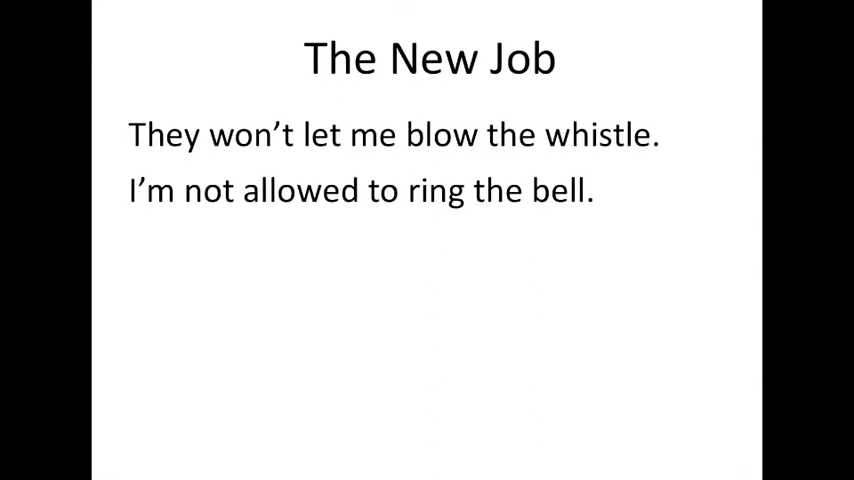 The New Job
They won’t let me blow the whistle.
I’m not allowed to ring the bell.